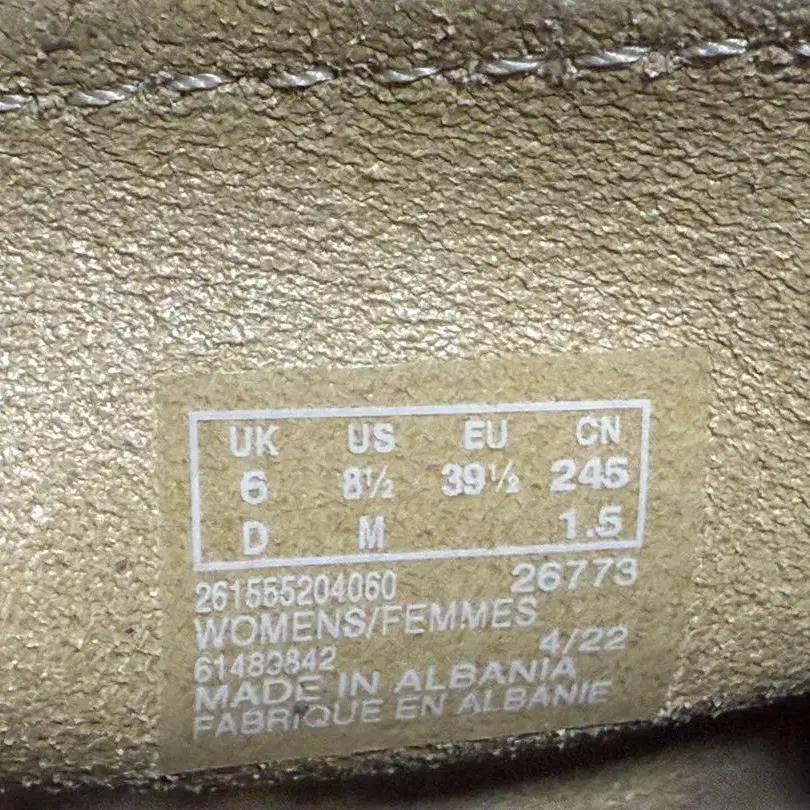 UK US EU CN
6 8½ 39½ 245
D M 1.5
261555204060 26773
WOMENS/FEMMES
61483842 4/22
MADE IN ALBANIA
FABRIQUE EN ALBANIE